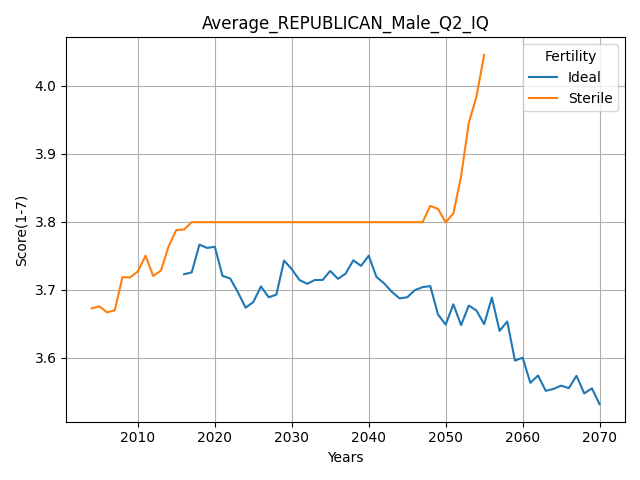 Average_REPUBLICAN_Male_Q2_IQ
Fertility
Ideal
Sterile
Score(1-7)
4.0
3.9
3.8
3.7
3.6
2010 2020 2030 2040 2050 2060 2070
Years